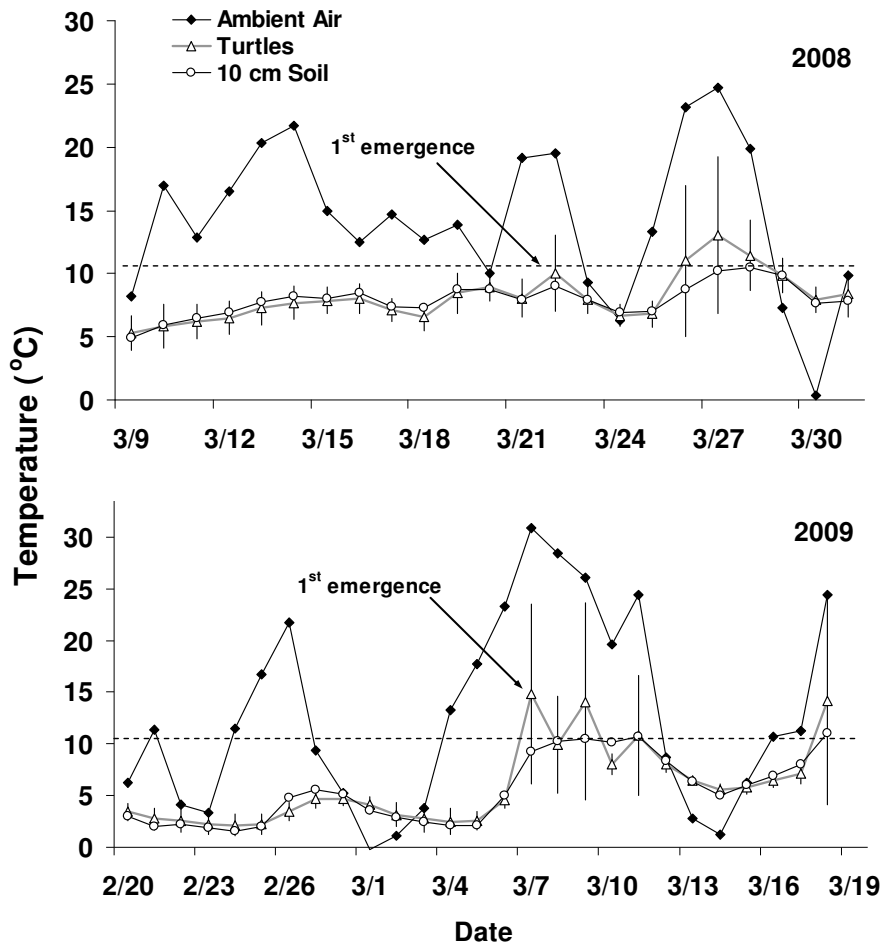 Ambient Air
Turtles
10 cm Soil
2008
1st emergence
30
25
20
15
10
5
0
3/9 3/12 3/15 3/18 3/21 3/24 3/27 3/30
Temperature (°C)
2009
1st emergence
30
25
20
15
10
5
0
2/20 2/23 2/26 3/1 3/4 3/7 3/10 3/13 3/16 3/19
Date